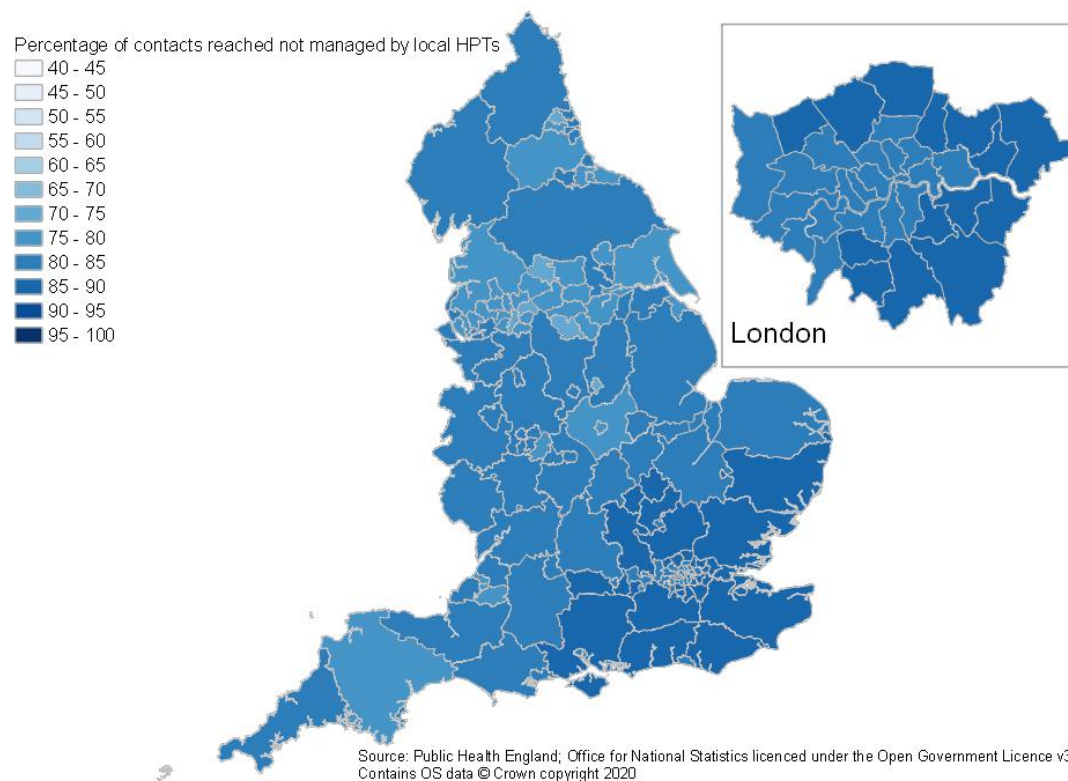 Percentage of contacts reached not managed by local HPTs
40 - 45
45 - 50
50 - 55
55 - 60
60 - 65
65 - 70
70 - 75
75 - 80
80 - 85
85 - 90
90 - 95
95 - 100
London
Source: Public Health England; Office for National Statistics licenced under the Open Government Licence v3
Contains OS data © Crown copyright 2020